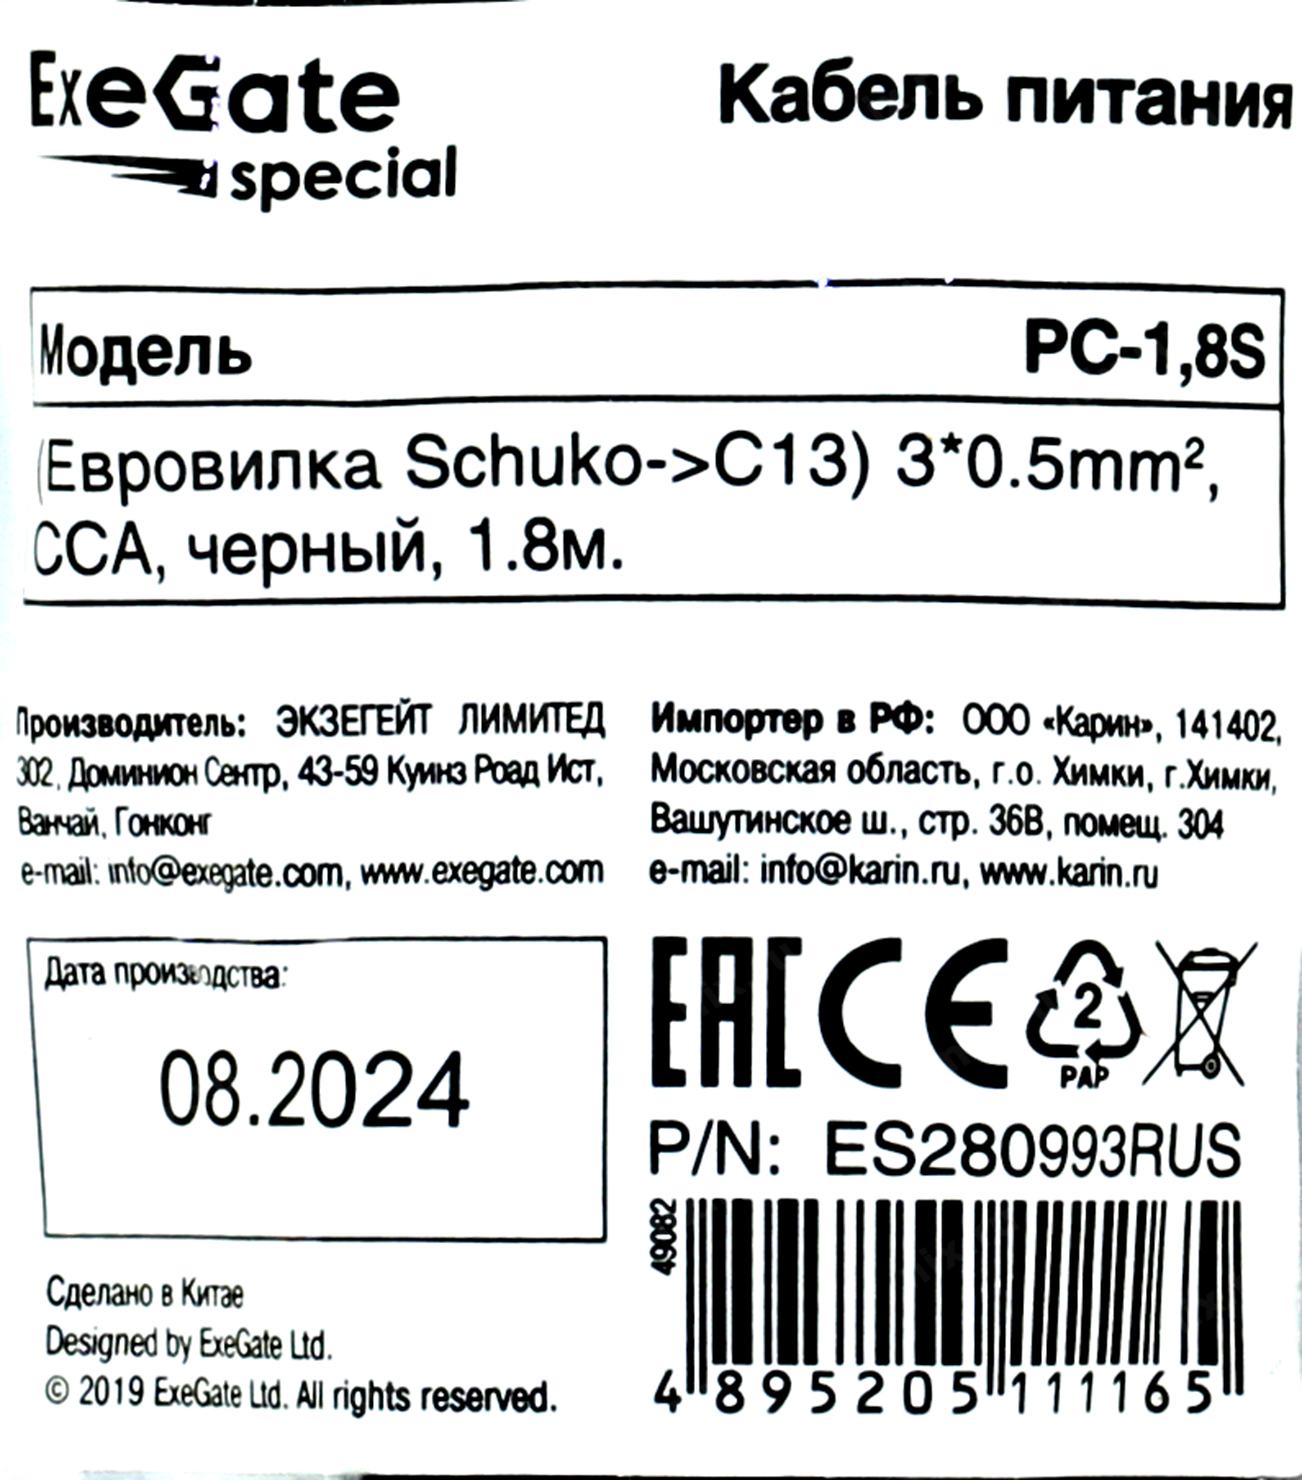 ExeGate
special
Кабель питания
Модель PC-1,8S
(Евровилка Schuko->C13) 3*0.5mm²,
CCA, черный, 1.8м.
Производитель: ЭКЗЕГЕЙТ ЛИМИТЕД
302, Доминион Сентр, 43-59 Куинз Роад Ист,
Ванчай, Гонконг
e-mail: info@exegate.com, www.exegate.com
Импортер в РФ: ООО «Карин», 141402,
Московская область, г.о. Химки, г.Химки,
Вашутинское ш., стр. 36В, помещ. 304
e-mail: info@karin.ru, www.karin.ru
Дата производства:
08.2024
Сделано в Китае
Designed by ExeGate Ltd.
© 2019 ExeGate Ltd. All rights reserved.
EAC CE 2
PAP
P/N: ES280993RUS
49082
4 895205 111165